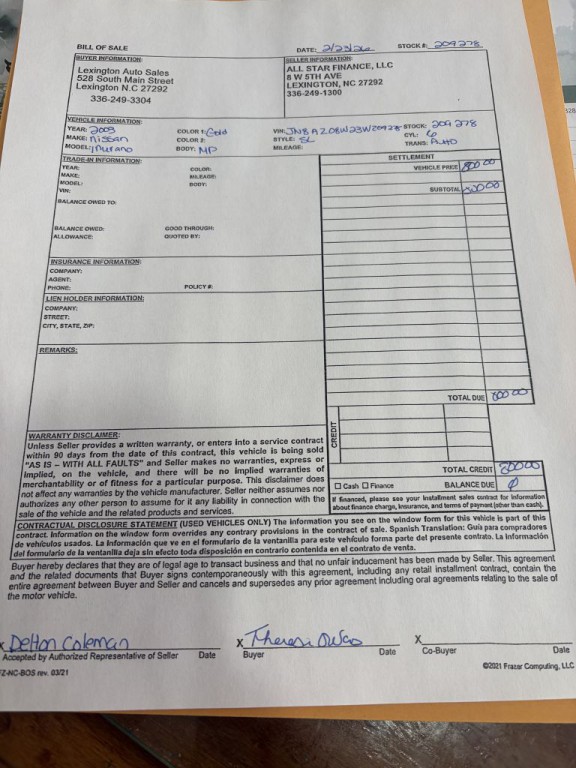 BILL OF SALE DATE: 2/23/26 STOCK #: 209278
BUYER INFORMATION:
Lexington Auto Sales
528 South Main Street
Lexington N.C 27292
336-249-3304
SELLER INFORMATION:
ALL STAR FINANCE, LLC
8 W 5TH AVE
LEXINGTON, NC 27292
336-249-1300
VEHICLE INFORMATION:
YEAR: 2003 COLOR 1: Gold VIN: STOCK: 209278
MAKE: Nissan COLOR 2: STYLE: SL CYL: 6
MODEL: Murano BODY: MP MILEAGE: TRANS: Auto
TRADE-IN INFORMATION:
YEAR: COLOR:
MAKE: MILEAGE:
MODEL: BODY:
VIN:
BALANCE OWED TO:
BALANCE OWED: GOOD THROUGH:
ALLOWANCE: QUOTED BY:
INSURANCE INFORMATION:
COMPANY:
AGENT:
PHONE: POLICY #:
LIEN HOLDER INFORMATION:
COMPANY:
STREET:
CITY, STATE, ZIP:
REMARKS:
SETTLEMENT
VEHICLE PRICE 800 00
SUBTOTAL 800 00
TOTAL DUE 800 00
CREDIT
TOTAL CREDIT 800 00
☐ Cash ☐ Finance BALANCE DUE Ø
If financed, please see your installment sales contract for information
about finance charge, insurance, and terms of payment (other than cash).
WARRANTY DISCLAIMER:
Unless Seller provides a written warranty, or enters into a service contract
within 90 days from the date of this contract, this vehicle is being sold
"AS IS – WITH ALL FAULTS" and Seller makes no warranties, express or
implied, on the vehicle, and there will be no implied warranties of
merchantability or of fitness for a particular purpose. This disclaimer does
not affect any warranties by the vehicle manufacturer. Seller neither assumes nor
authorizes any other person to assume for it any liability in connection with the
sale of the vehicle and the related products and services.
CONTRACTUAL DISCLOSURE STATEMENT (USED VEHICLES ONLY) The information you see on the window form for this vehicle is part of this
contract. Information on the window form overrides any contrary provisions in the contract of sale. Spanish Translation: Guía para compradores
de vehículos usados. La información que ve en el formulario de la ventanilla para este vehículo forma parte del presente contrato. La información
del formulario de la ventanilla deja sin efecto toda disposición en contrario contenida en el contrato de venta.
Buyer hereby declares that they are of legal age to transact business and that no unfair inducement has been made by Seller. This agreement
and the related documents that Buyer signs contemporaneously with this agreement, including any retail installment contract, contain the
entire agreement between Buyer and Seller and cancels and supersedes any prior agreement including oral agreements relating to the sale of
the motor vehicle.
X Delton Coleman X X
Accepted by Authorized Representative of Seller Date Buyer Date Co-Buyer Date
FZ-NC-BOS rev. 03/21 ©2021 Frazer Computing, LLC